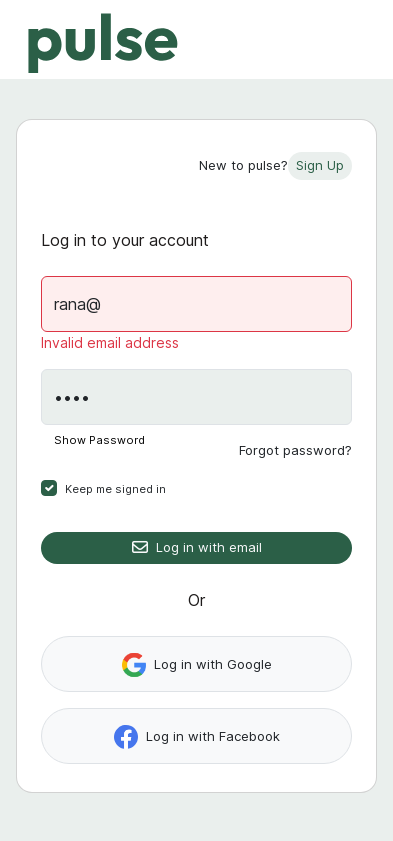 pulse
New to pulse? Sign Up
Log in to your account
rana@
Invalid email address
••••
Show Password
Forgot password?
Keep me signed in
Log in with email
Or
Log in with Google
Log in with Facebook